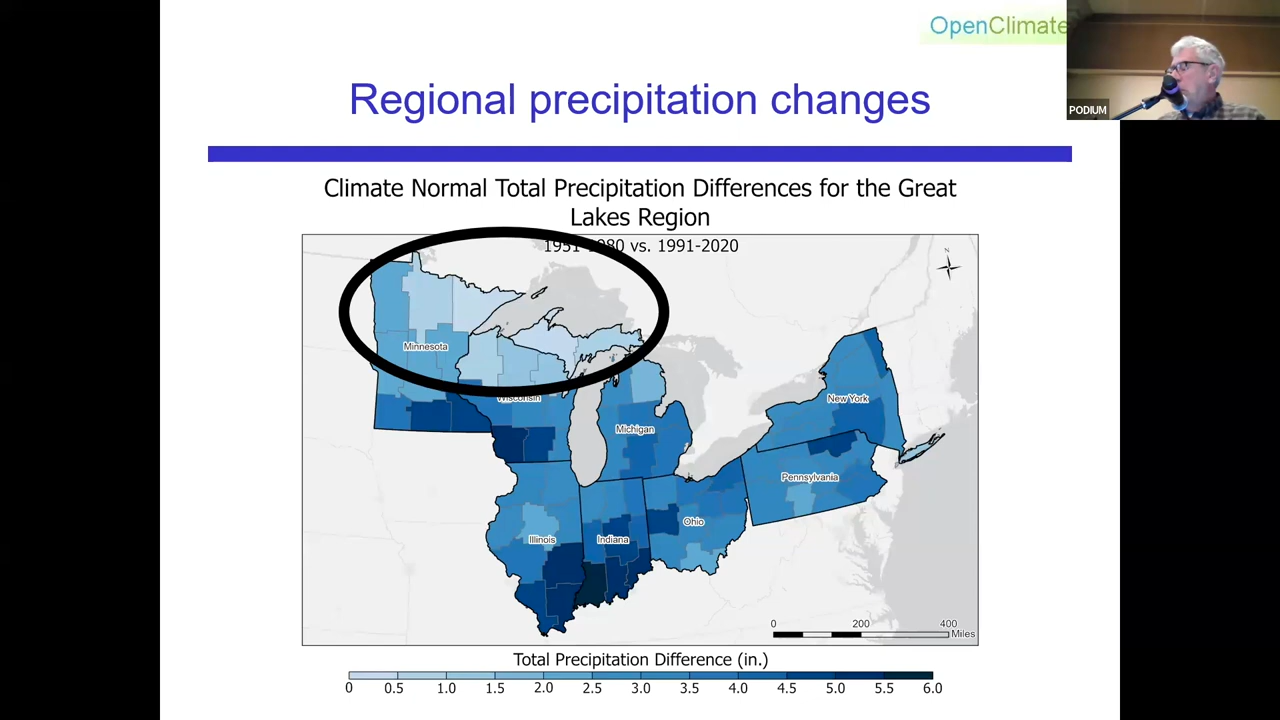 OpenClimate
PODIUM
Regional precipitation changes
Climate Normal Total Precipitation Differences for the Great
Lakes Region
1951-1980 vs. 1991-2020
Minnesota
Wisconsin
Michigan
New York
Pennsylvania
Ohio
Illinois
Indiana
0 200 400
Miles
Total Precipitation Difference (in.)
0 0.5 1.0 1.5 2.0 2.5 3.0 3.5 4.0 4.5 5.0 5.5 6.0